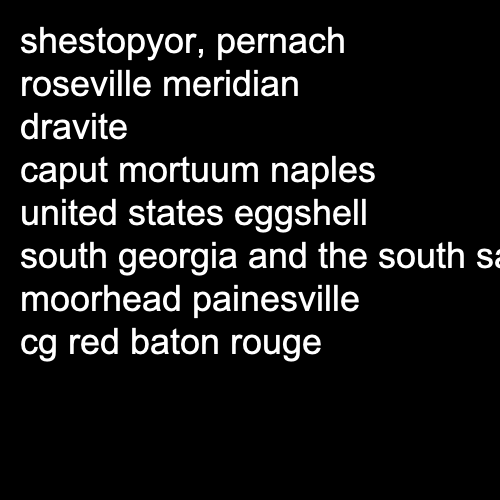 shestopyor, pernach
roseville meridian
dravite
caput mortuum naples
united states eggshell
south georgia and the south
moorhead painesville
cg red baton rouge